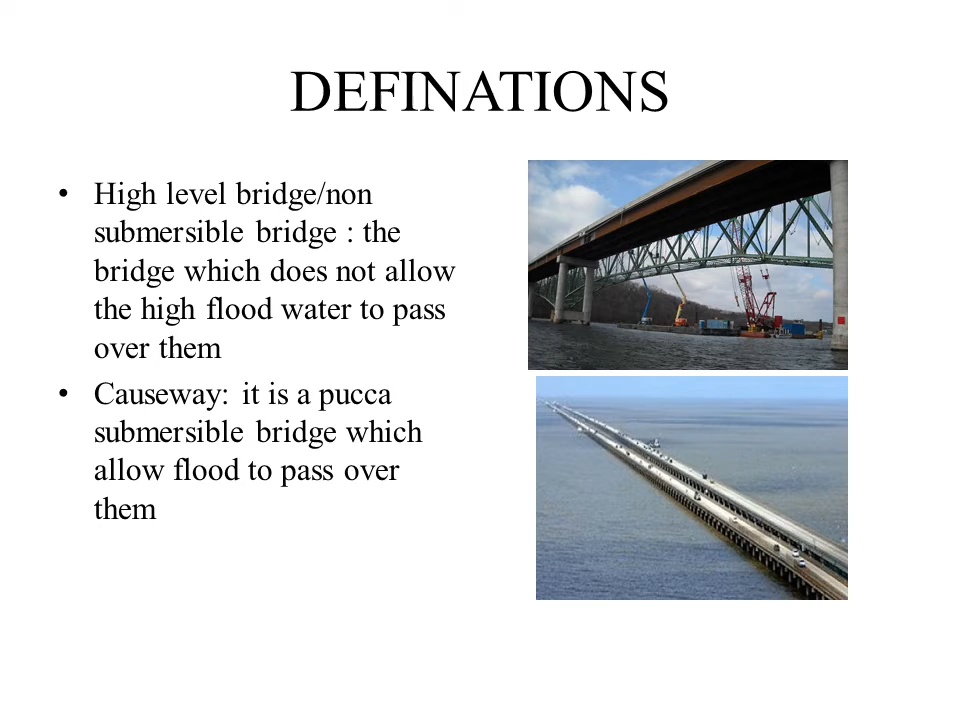 DEFINATIONS
• High level bridge/non
submersible bridge : the
bridge which does not allow
the high flood water to pass
over them
• Causeway: it is a pucca
submersible bridge which
allow flood to pass over
them